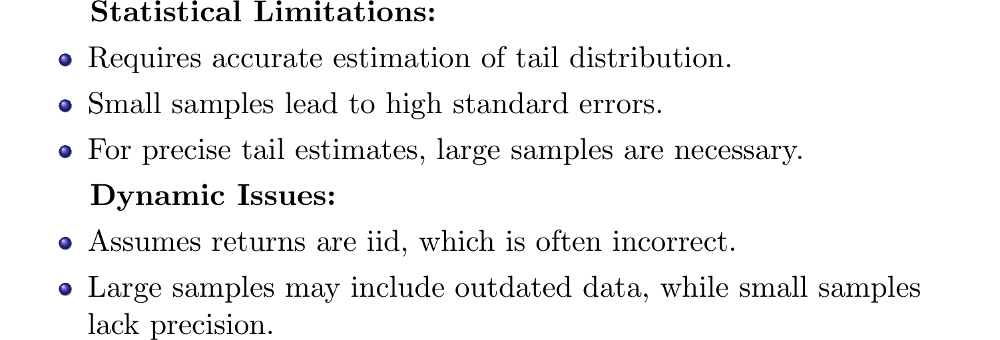 Statistical Limitations:
Requires accurate estimation of tail distribution.
Small samples lead to high standard errors.
For precise tail estimates, large samples are necessary.
Dynamic Issues:
Assumes returns are iid, which is often incorrect.
Large samples may include outdated data, while small samples
lack precision.